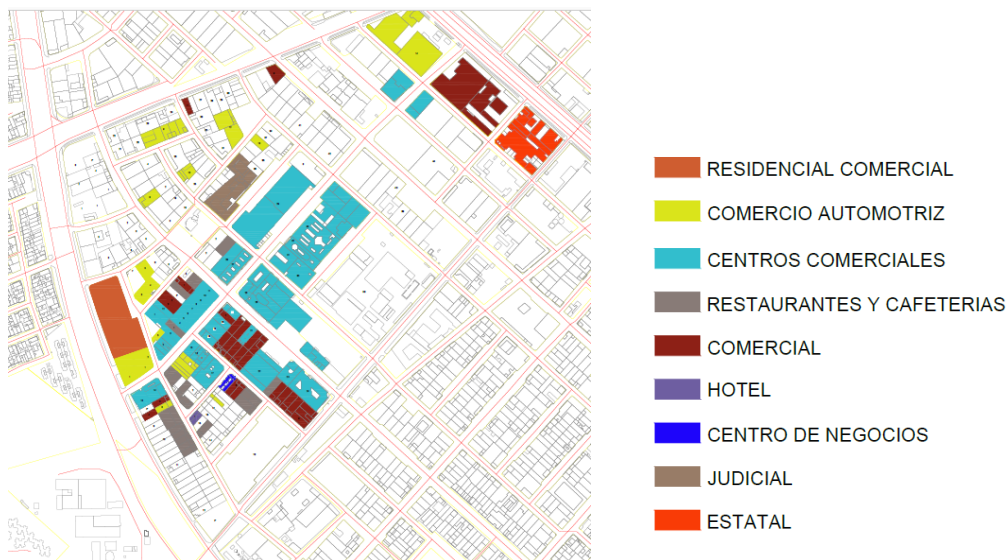 RESIDENCIAL COMERCIAL
COMERCIO AUTOMOTRIZ
CENTROS COMERCIALES
RESTAURANTES Y CAFETERIAS
COMERCIAL
HOTEL
CENTRO DE NEGOCIOS
JUDICIAL
ESTATAL